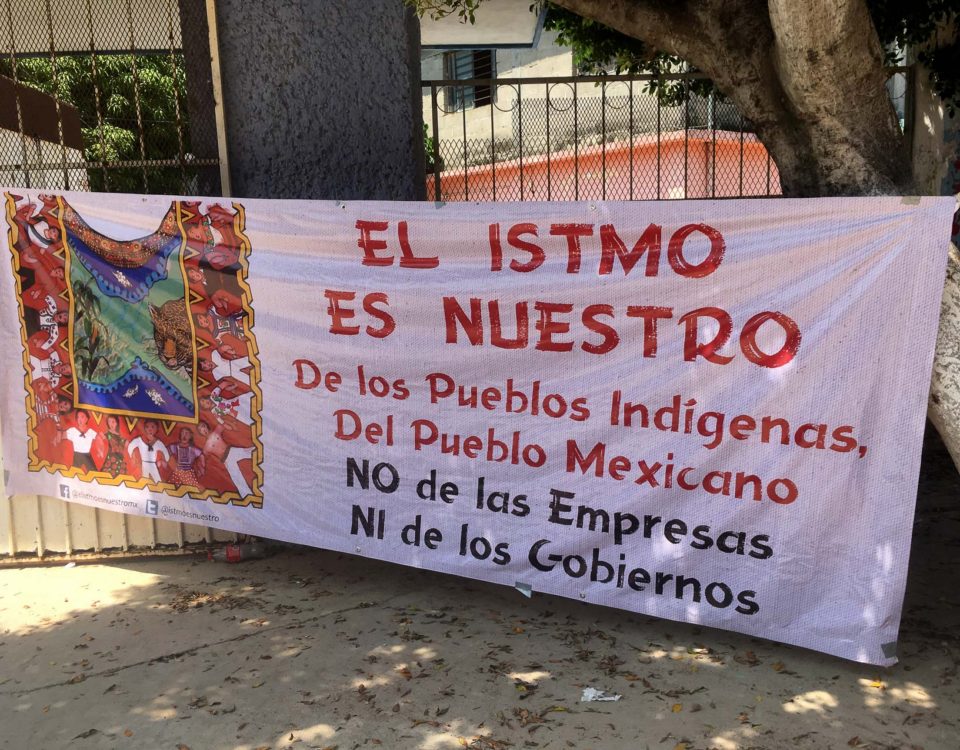 EL ISTMO
ES NUESTRO
De los Pueblos Indígenas,
Del Pueblo Mexicano
NO de las Empresas
NI de los Gobiernos
@elistmoesnuestromx @istmoesnuestro